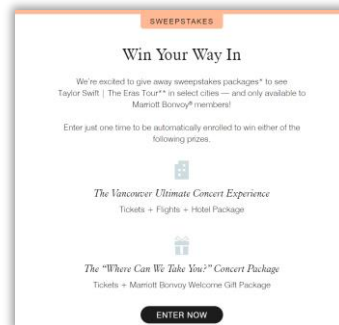 SWEEPSTAKES
Win Your Way In
We're excited to give away sweepstakes packages* to see
Taylor Swift | The Eras Tour** in select cities — and only available to
Marriott Bonvoy® members!
Enter just one time to be automatically enrolled to win either of the
following prizes.
The Vancouver Ultimate Concert Experience
Tickets + Flights + Hotel Package
The “Where Can We Take You?” Concert Package
Tickets + Marriott Bonvoy Welcome Gift Package
ENTER NOW